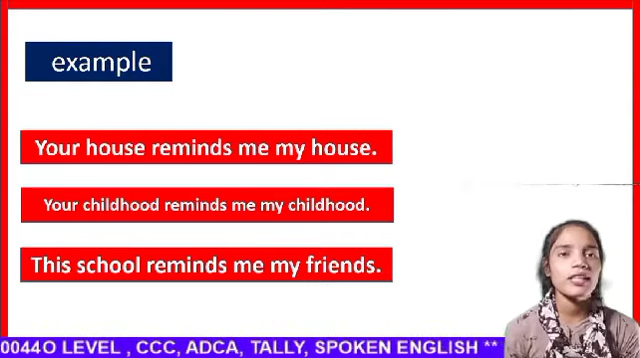 example
Your house reminds me my house.
Your childhood reminds me my childhood.
This school reminds me my friends.
0044O LEVEL , CCC, ADCA, TALLY, SPOKEN ENGLISH **